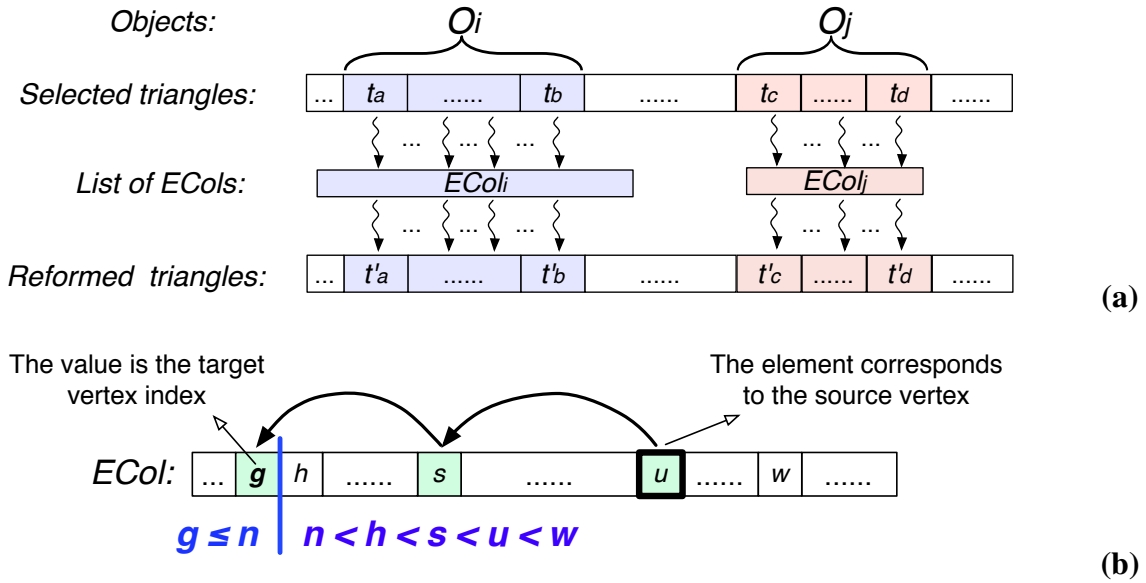 Objects: Oi Oj
Selected triangles: ... ta ...... tb ...... tc ...... td ......
... ... ... ... ...
List of ECols: EColi EColj
... ... ... ... ...
Reformed triangles: ... t'a ...... t'b ...... t'c ...... t'd ......
(a)
The value is the target
vertex index
The element corresponds
to the source vertex
ECol: ... g h ...... s ...... u ...... w ......
g ≤ n n < h < s < u < w
(b)